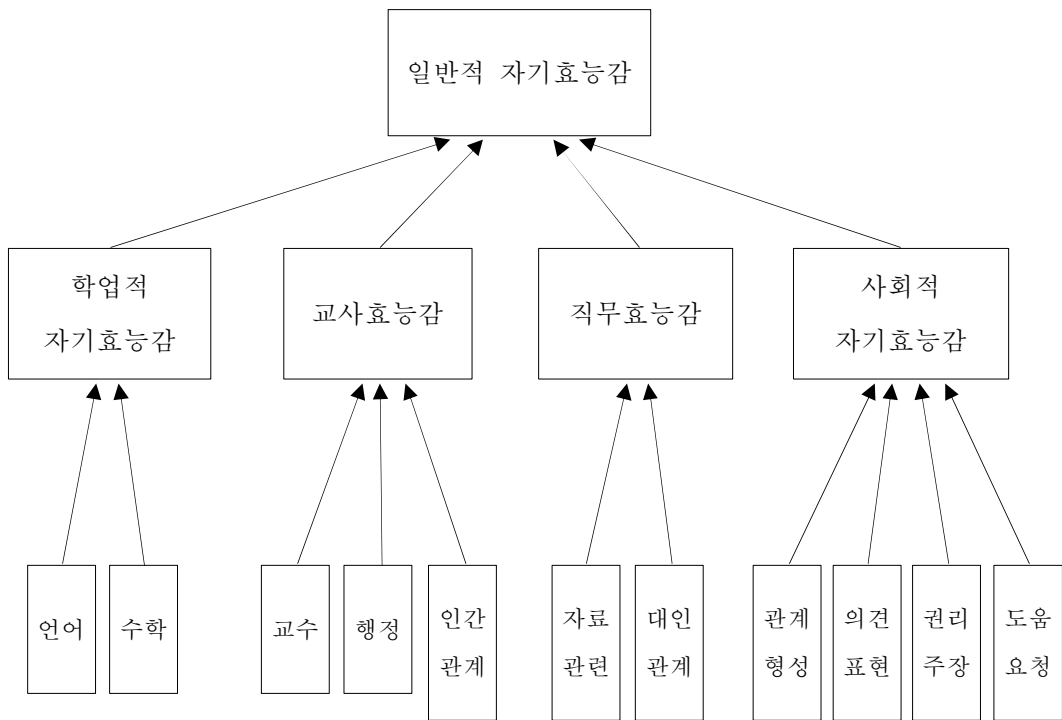 일반적 자기효능감
학업적
자기효능감
교사효능감
직무효능감
사회적
자기효능감
언어
수학
교수
행정
인간
관계
자료
관련
대인
관계
관계
형성
의견
표현
권리
주장
도움
요청